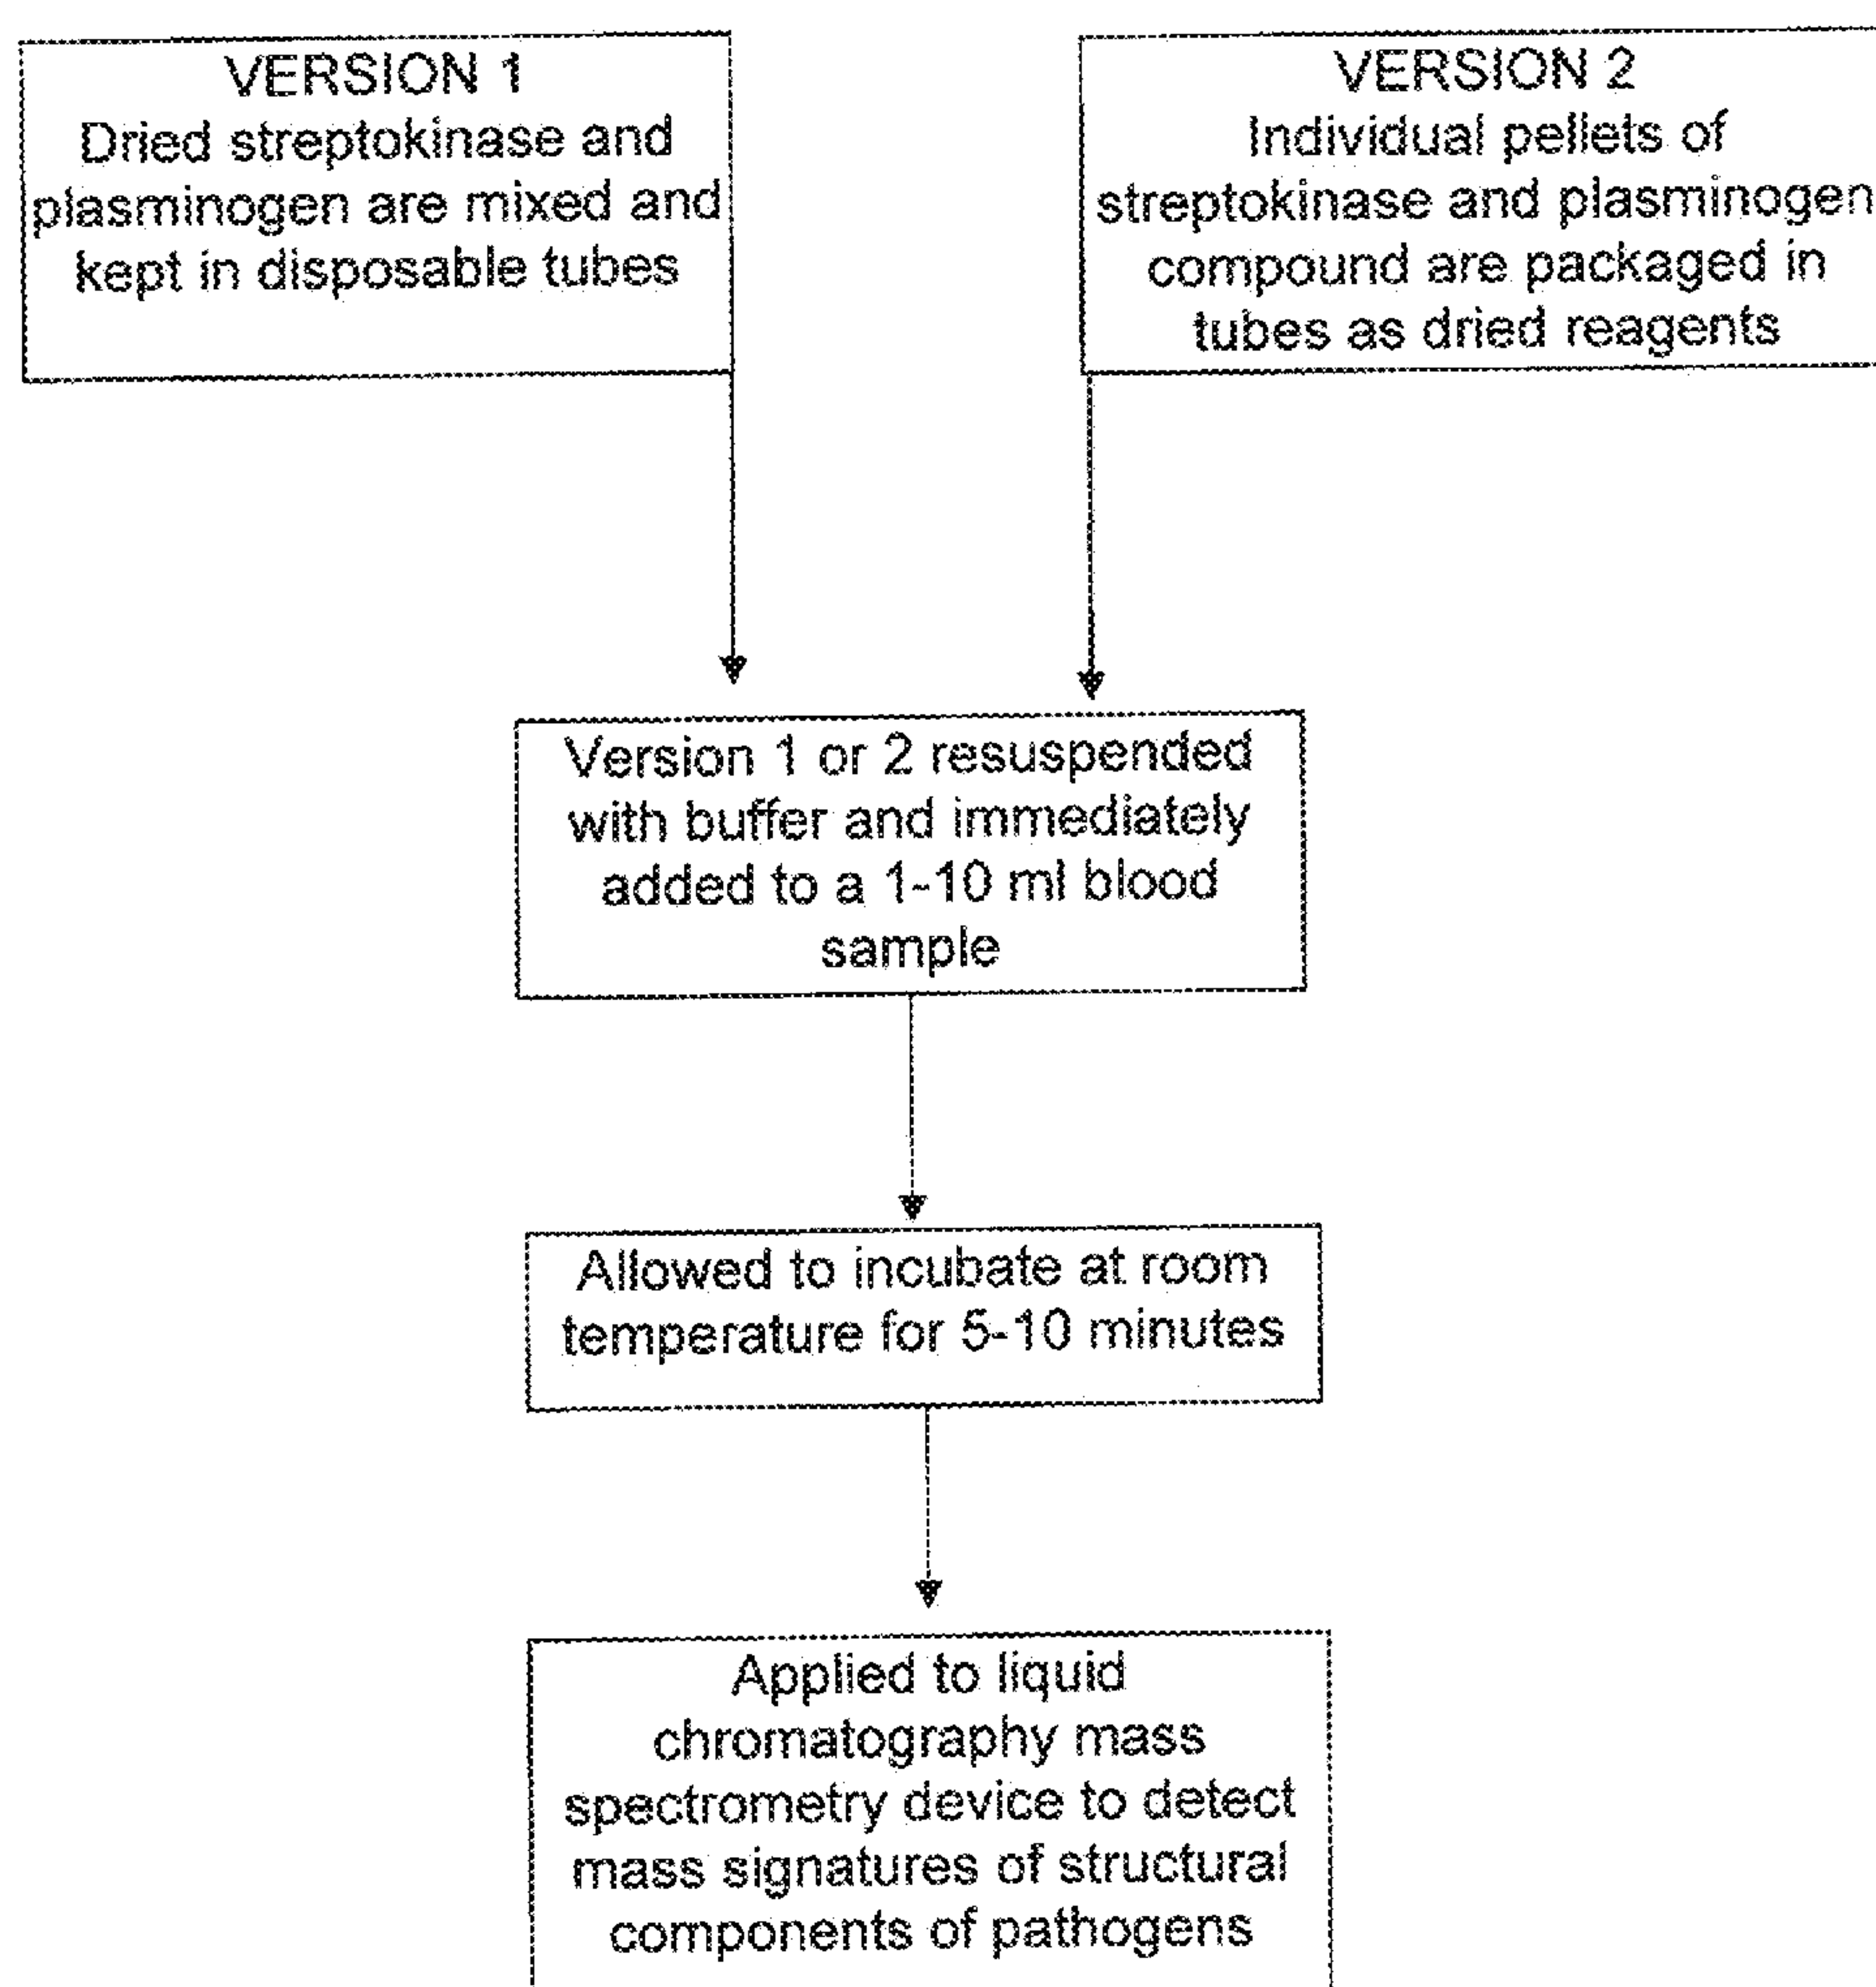 VERSION 1
Dried streptokinase and
plasminogen are mixed and
kept in disposable tubes
VERSION 2
Individual pellets of
streptokinase and plasminogen
compound are packaged in
tubes as dried reagents
Version 1 or 2 resuspended
with buffer and immediately
added to a 1-10 ml blood
sample
Allowed to incubate at room
temperature for 5-10 minutes
Applied to liquid
chromatography mass
spectrometry device to detect
mass signatures of structural
components of pathogens